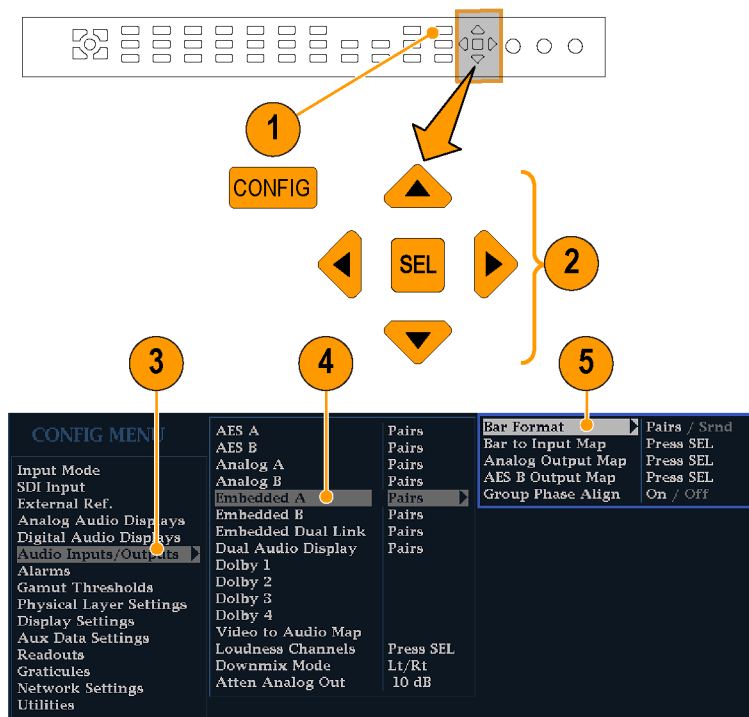 1
CONFIG
SEL
2
3
4
5
CONFIG MENU
Input Mode
SDI Input
External Ref.
Analog Audio Displays
Digital Audio Displays
Audio Inputs/Outputs
Alarms
Gamut Thresholds
Physical Layer Settings
Display Settings
Aux Data Settings
Readouts
Graticules
Network Settings
Utilities
AES A Pairs
AES B Pairs
Analog A Pairs
Analog B Pairs
Embedded A Pairs
Embedded B Pairs
Embedded Dual Link Pairs
Dual Audio Display Pairs
Dolby 1
Dolby 2
Dolby 3
Dolby 4
Video to Audio Map
Loudness Channels Press SEL
Downmix Mode Lt/Rt
Atten Analog Out 10 dB
Bar Format Pairs / Srnd
Bar to Input Map Press SEL
Analog Output Map Press SEL
AES B Output Map Press SEL
Group Phase Align On / Off